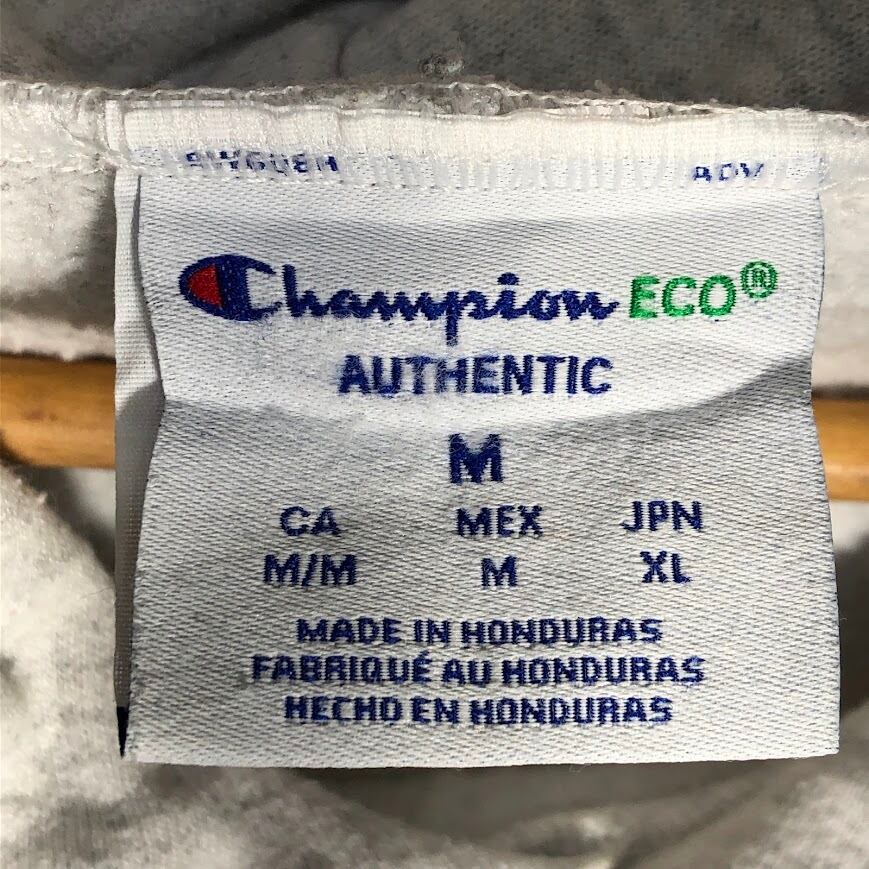 Champion ECO®
AUTHENTIC
M
CA MEX JPN
M/M M XL
MADE IN HONDURAS
FABRIQUÉ AU HONDURAS
HECHO EN HONDURAS